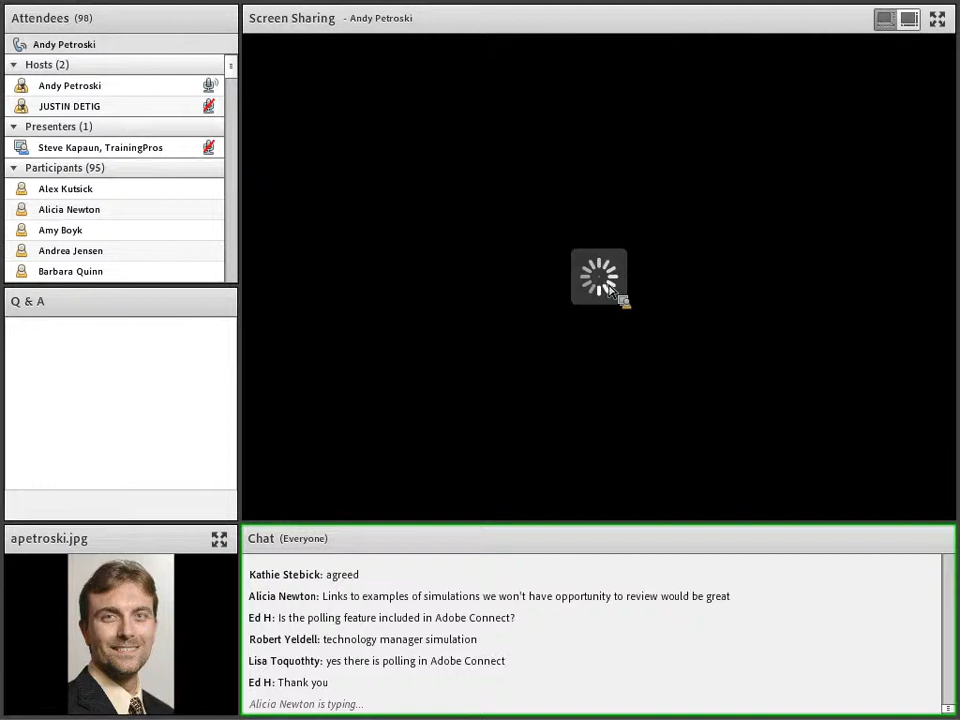 Attendees (98)
Andy Petroski
Hosts (2)
Andy Petroski
JUSTIN DETIG
Presenters (1)
Steve Kapaun, TrainingPros
Participants (95)
Alex Kutsick
Alicia Newton
Amy Boyk
Andrea Jensen
Barbara Quinn
Q & A
apetroski.jpg
Screen Sharing - Andy Petroski
Chat (Everyone)
Kathie Stebick: agreed
Alicia Newton: Links to examples of simulations we won't have opportunity to review would be great
Ed H: Is the polling feature included in Adobe Connect?
Robert Yeldell: technology manager simulation
Lisa Toquothty: yes there is polling in Adobe Connect
Ed H: Thank you
Alicia Newton is typing...